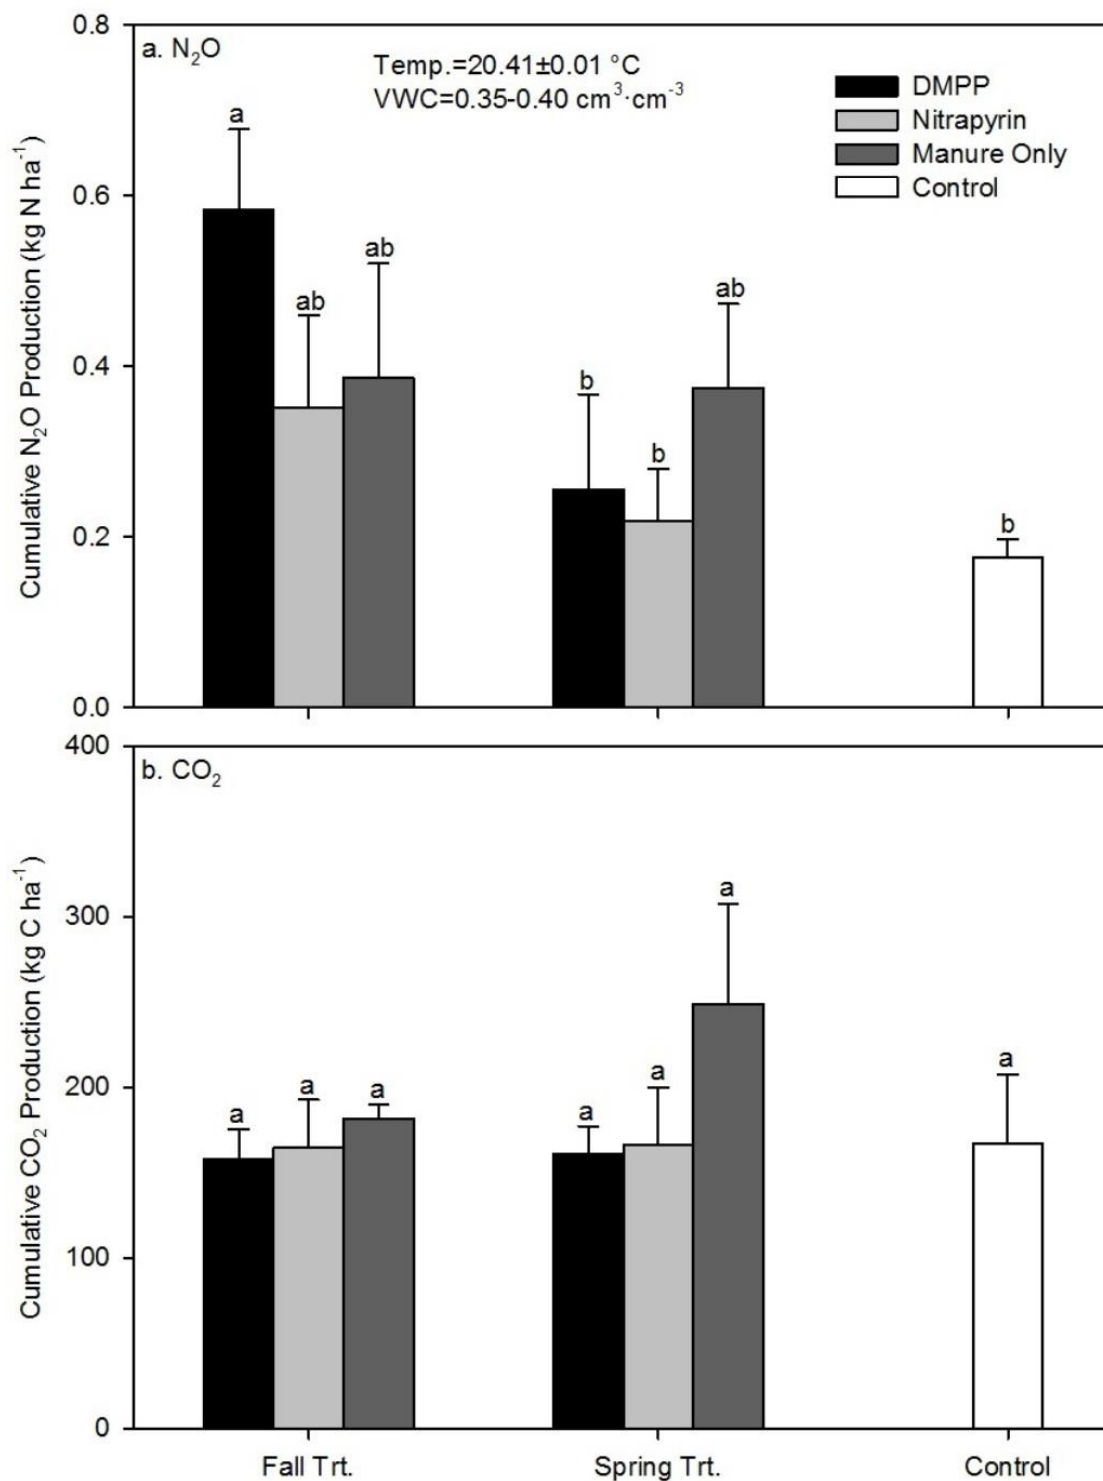 a. N₂O
Temp.=20.41±0.01 °C
VWC=0.35-0.40 cm³·cm⁻³
DMPP
Nitrapyrin
Manure Only
Control
Cumulative N₂O Production (kg N ha⁻¹)
0.8
0.6
0.4
0.2
0.0
a
ab
ab
b
b
ab
b
b. CO₂
Cumulative CO₂ Production (kg C ha⁻¹)
400
300
200
100
0
a
a
a
a
a
a
a
Fall Trt.
Spring Trt.
Control